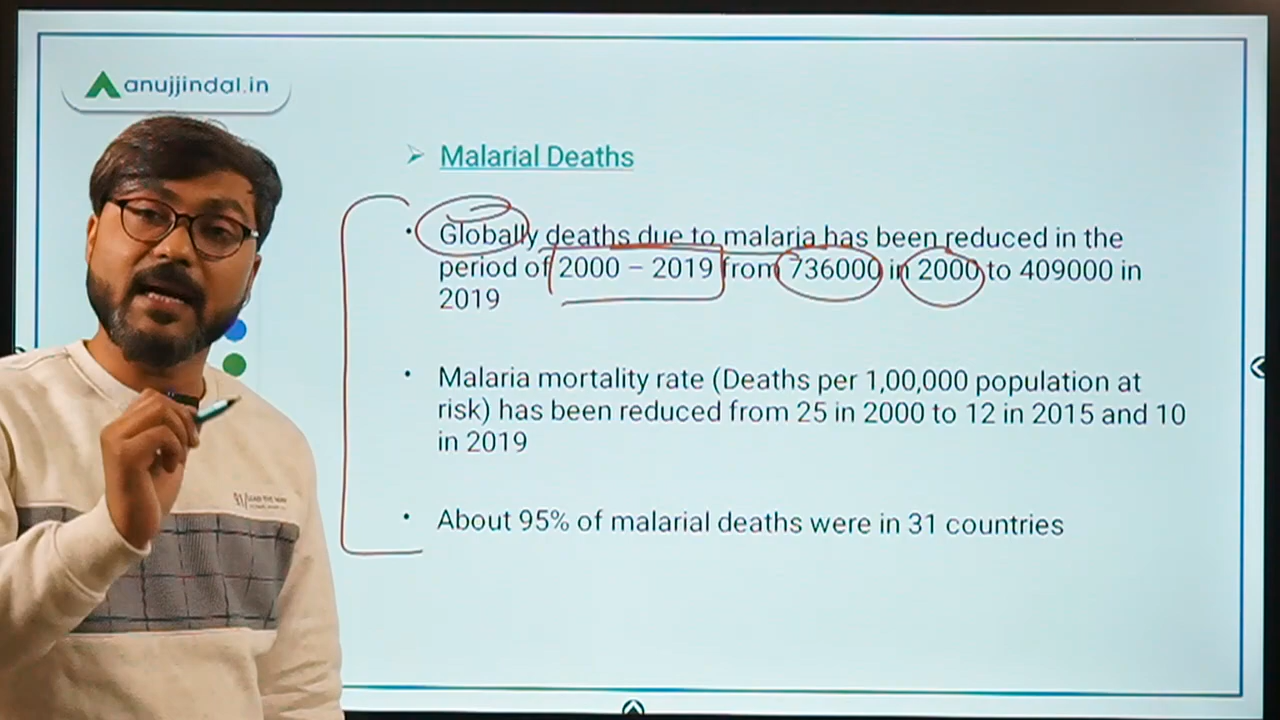 anujjindal.in
➢ Malarial Deaths
• Globally deaths due to malaria has been reduced in the
period of 2000 – 2019 from 736000 in 2000 to 409000 in
2019
• Malaria mortality rate (Deaths per 1,00,000 population at
risk) has been reduced from 25 in 2000 to 12 in 2015 and 10
in 2019
• About 95% of malarial deaths were in 31 countries